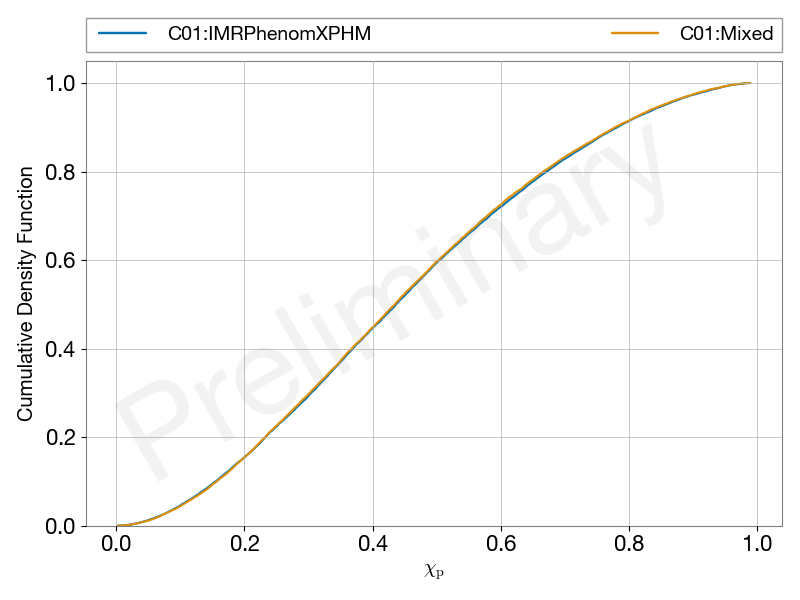 C01:IMRPhenomXPHM C01:Mixed
Cumulative Density Function
1.0
0.8
0.6
0.4
0.2
0.0
Preliminary
0.0 0.2 0.4 0.6 0.8 1.0
χp